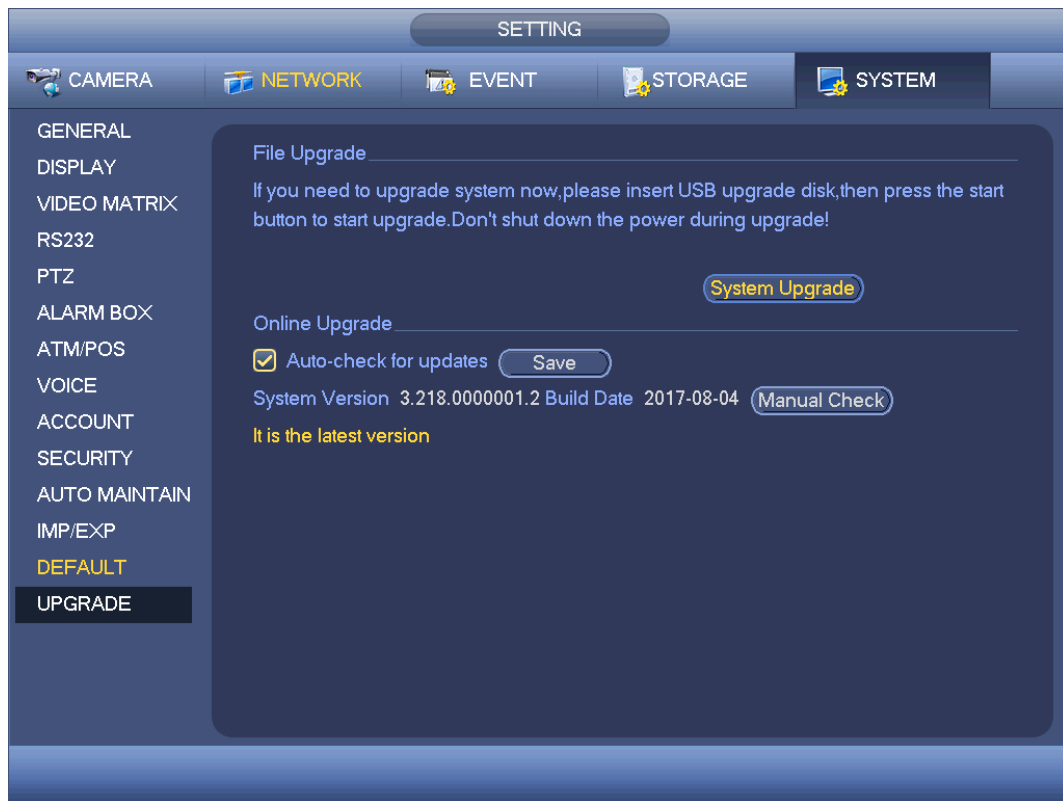 SETTING
CAMERA NETWORK EVENT STORAGE SYSTEM
GENERAL
DISPLAY
VIDEO MATRIX
RS232
PTZ
ALARM BOX
ATM/POS
VOICE
ACCOUNT
SECURITY
AUTO MAINTAIN
IMP/EXP
DEFAULT
UPGRADE
File Upgrade
If you need to upgrade system now,please insert USB upgrade disk,then press the start
button to start upgrade.Don't shut down the power during upgrade!
System Upgrade
Online Upgrade
Auto-check for updates Save
System Version 3.218.0000001.2 Build Date 2017-08-04 Manual Check
It is the latest version